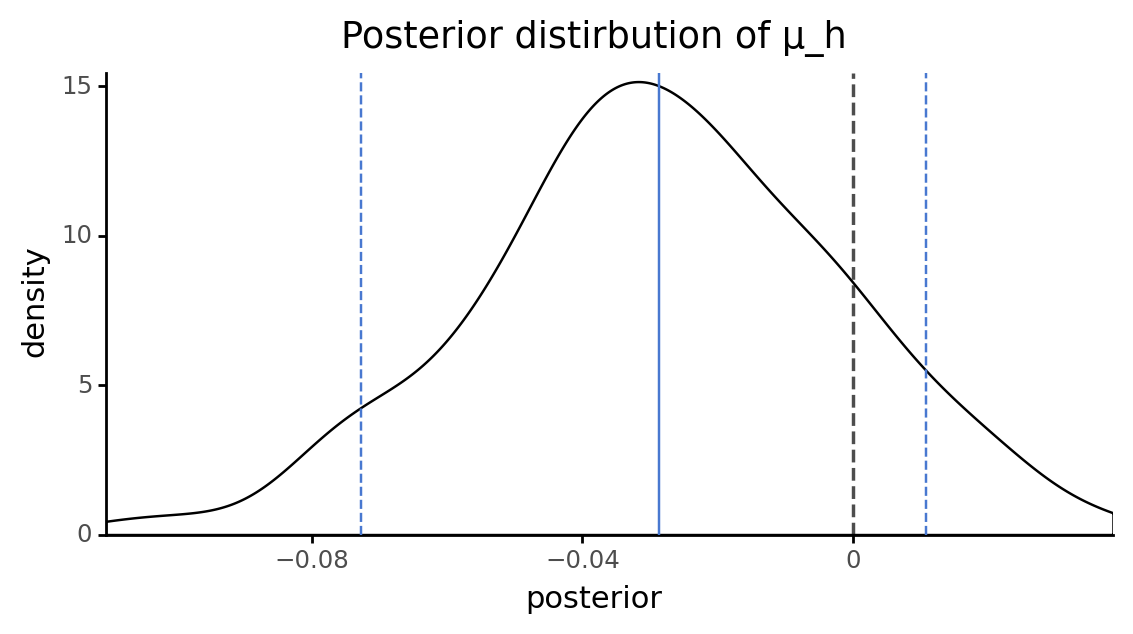 Posterior distirbution of μ_h
15
10
5
0
density
−0.08
−0.04
0
posterior